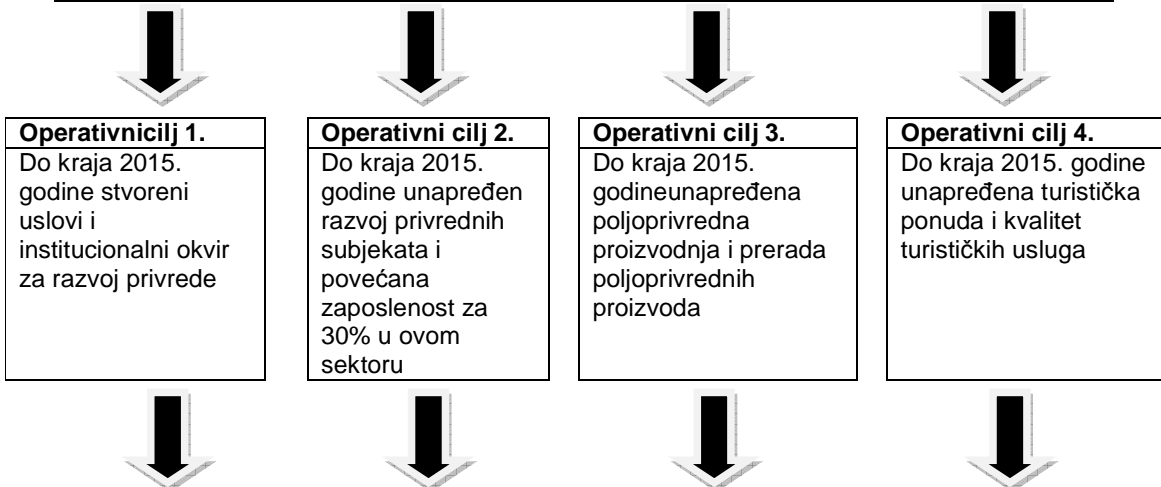 Operativnicilj 1.
Do kraja 2015.
godine stvoreni
uslovi i
institucionalni okvir
za razvoj privrede
Operativni cilj 2.
Do kraja 2015.
godine unapređen
razvoj privrednih
subjekata i
povećana
zaposlenost za
30% u ovom
sektoru
Operativni cilj 3.
Do kraja 2015.
godineunapređena
poljoprivredna
proizvodnja i prerada
poljoprivrednih
proizvoda
Operativni cilj 4.
Do kraja 2015. godine
unapređena turistička
ponuda i kvalitet
turističkih usluga